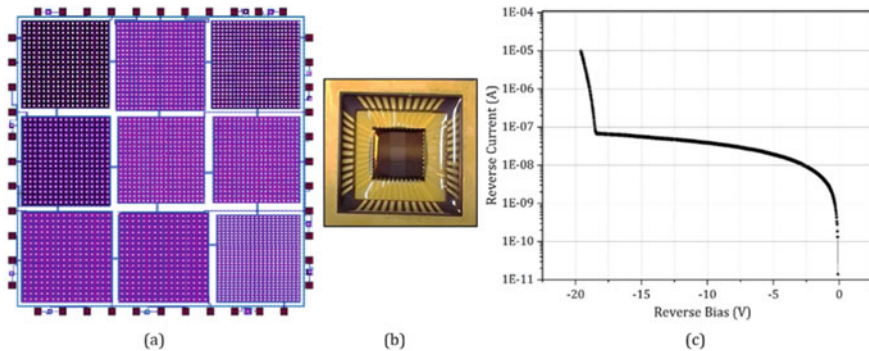 1E-04
1E-05
1E-06
1E-07
1E-08
1E-09
1E-10
1E-11
Reverse Current (A)
-20
-15
-10
-5
0
Reverse Bias (V)
(a)
(b)
(c)